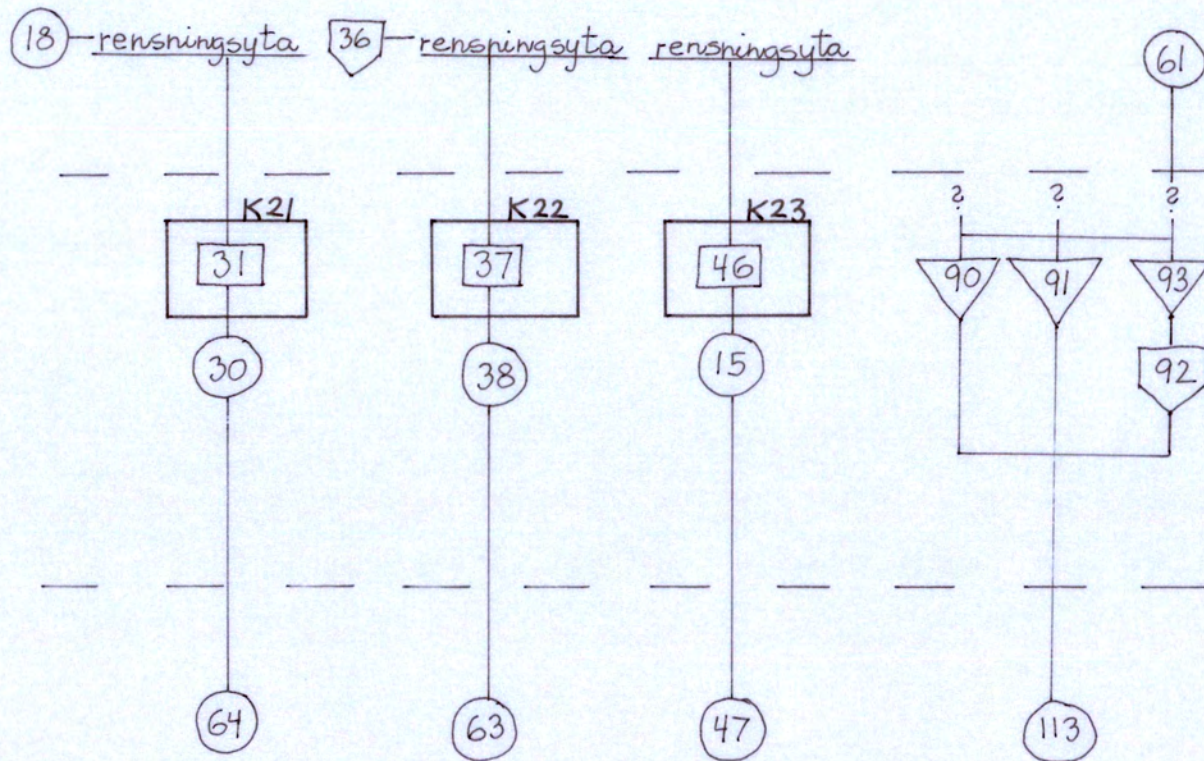 18 rensningsyta 36 rensningsyta rensningsyta 61
? ? ?
K21 K22 K23
31 37 46 90 91 93
30 38 15 92
64 63 47 113